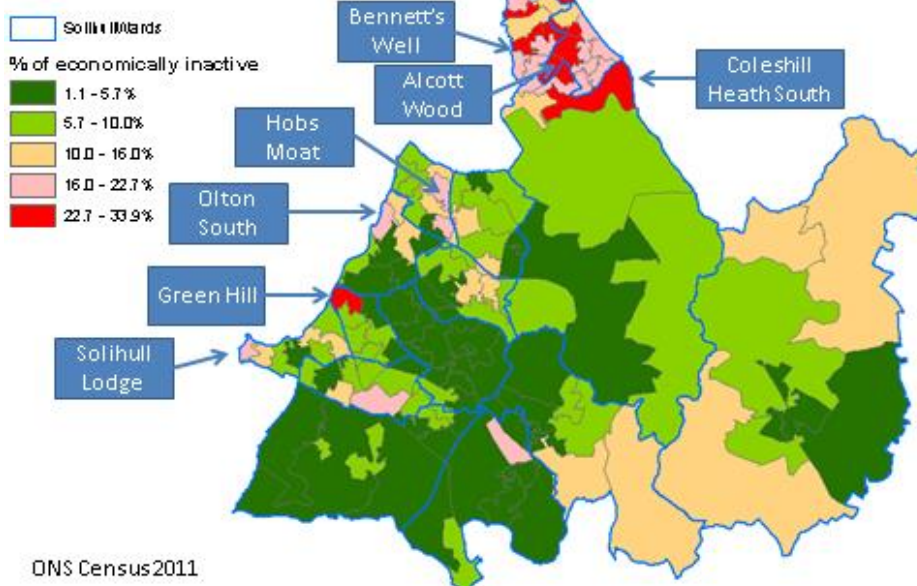 Solihull Wards
% of economically inactive
1.1 - 5.7%
5.7 - 10.0%
10.0 - 16.0%
16.0 - 22.7%
22.7 - 33.9%
Bennett's
Well
Alcott
Wood
Coleshill
Heath South
Hobs
Moat
Olton
South
Green Hill
Solihull
Lodge
ONS Census 2011